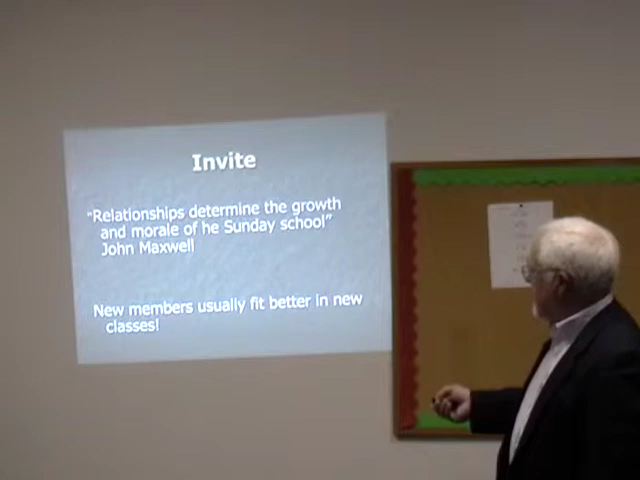 Invite
"Relationships determine the growth
and morale of he Sunday school"
John Maxwell
New members usually fit better in new
classes!